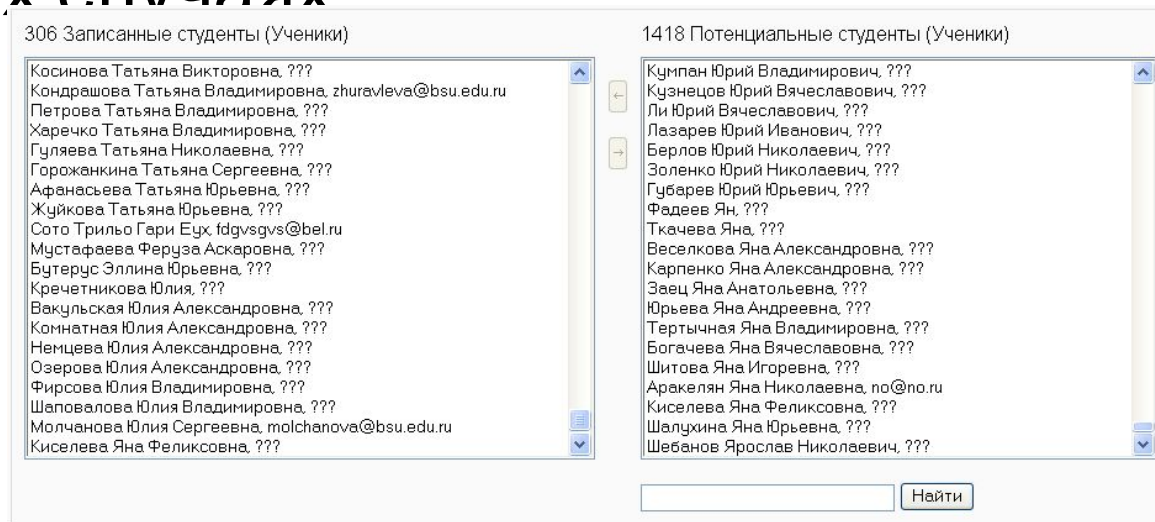 х случаях
306 Записанные студенты (Ученики)
Косинова Татьяна Викторовна, ???
Кондрашова Татьяна Владимировна, zhuravleva@bsu.edu.ru
Петрова Татьяна Владимировна, ???
Харечко Татьяна Владимировна, ???
Гуляева Татьяна Николаевна, ???
Горожанкина Татьяна Сергеевна, ???
Афанасьева Татьяна Юрьевна, ???
Жуйкова Татьяна Юрьевна, ???
Сото Трильо Гари Еух, fdgvsgvs@bel.ru
Мустафаева Феруза Аскаровна, ???
Бутерус Эллина Юрьевна, ???
Кречетникова Юлия, ???
Вакульская Юлия Александровна, ???
Комнатная Юлия Александровна, ???
Немцева Юлия Александровна, ???
Озерова Юлия Александровна, ???
Фирсова Юлия Владимировна, ???
Шаповалова Юлия Владимировна, ???
Молчанова Юлия Сергеевна, molchanova@bsu.edu.ru
Киселева Яна Феликсовна, ???
1418 Потенциальные студенты (Ученики)
Кумпан Юрий Владимирович, ???
Кузнецов Юрий Вячеславович, ???
Ли Юрий Вячеславович, ???
Лазарев Юрий Иванович, ???
Берлов Юрий Николаевич, ???
Золенко Юрий Николаевич, ???
Губарев Юрий Юрьевич, ???
Фадеев Ян, ???
Ткачева Яна, ???
Веселкова Яна Александровна, ???
Карпенко Яна Александровна, ???
Заец Яна Анатольевна, ???
Юрьева Яна Андреевна, ???
Тертычная Яна Владимировна, ???
Богачева Яна Вячеславовна, ???
Шитова Яна Игоревна, ???
Аракелян Яна Николаевна, no@no.ru
Киселева Яна Феликсовна, ???
Шалухина Яна Юрьевна, ???
Шебанов Ярослав Николаевич, ???
Найти